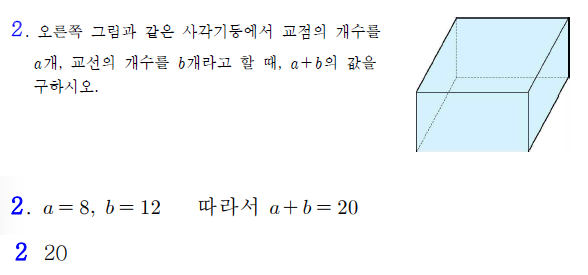 2. 오른쪽 그림과 같은 사각기둥에서 교점의 개수를
a개, 교선의 개수를 b개라고 할 때, a+b의 값을
구하시오.
2. a=8, b=12 따라서 a+b=20
2 20